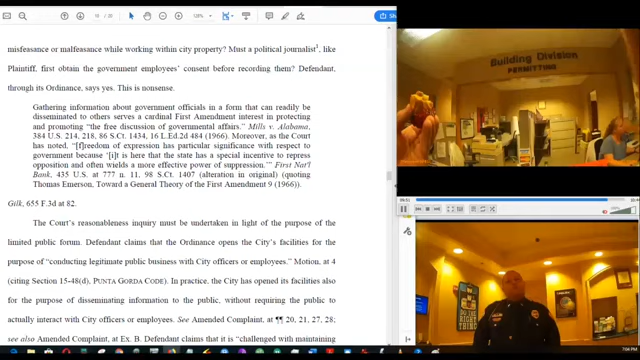 128%
Share
misfeasance or malfeasance while working within city property? Must a political journalist¹, like
Plaintiff, first obtain the government employees' consent before recording them? Defendant,
through its Ordinance, says yes. This is nonsense.
Gathering information about government officials in a form that can readily be
disseminated to others serves a cardinal First Amendment interest in protecting
and promoting "the free discussion of governmental affairs." Mills v. Alabama,
384 U.S. 214, 218, 86 S.Ct. 1434, 16 L.Ed.2d 484 (1966). Moreover, as the Court
has noted, "[f]reedom of expression has particular significance with respect to
government because '[i]t is here that the state has a special incentive to repress
opposition and often wields a more effective power of suppression.'" First Nat'l
Bank, 435 U.S. at 777 n. 11, 98 S.Ct. 1407 (alteration in original) (quoting
Thomas Emerson, Toward a General Theory of the First Amendment 9 (1966)).
Gilk, 655 F.3d at 82.
The Court's reasonableness inquiry must be undertaken in light of the purpose of the
limited public forum. Defendant claims that the Ordinance opens the City's facilities for the
purpose of "conducting legitimate public business with City officers or employees." Motion, at 4
(citing Section 15-48(d), PUNTA GORDA CODE). In practice, the City has opened its facilities also
for the purpose of disseminating information to the public, without requiring the public to
actually interact with City officers or employees. See Amended Complaint, at ¶¶ 20, 21, 27, 28;
see also Amended Complaint, at Ex. B. Defendant claims that it is "challenged with maintaining
Building Division
PERMITTING
DO THE
RIGHT
THING
7:06 PM